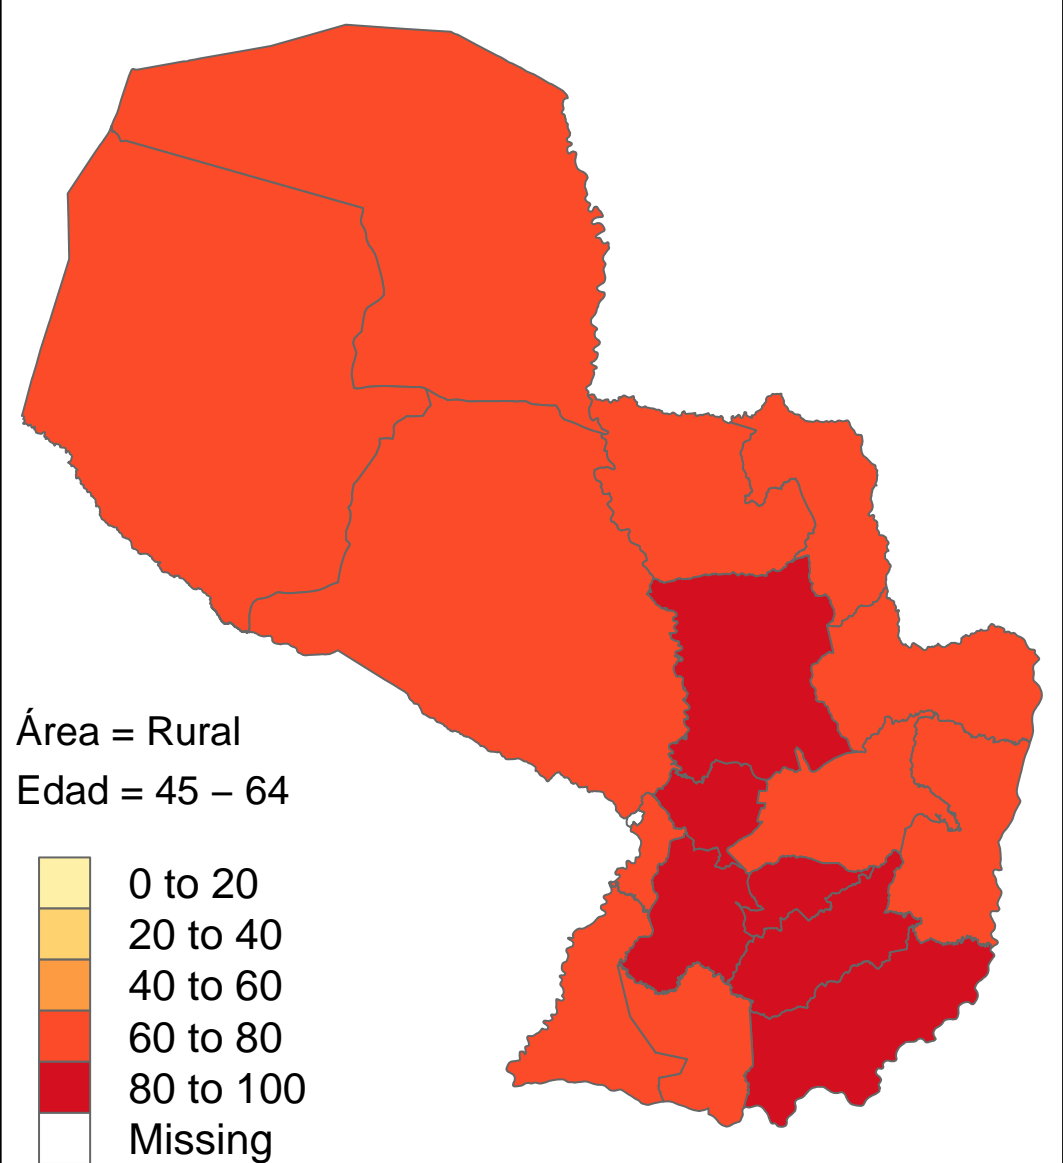 Área = Rural
Edad = 45 – 64
0 to 20
20 to 40
40 to 60
60 to 80
80 to 100
Missing